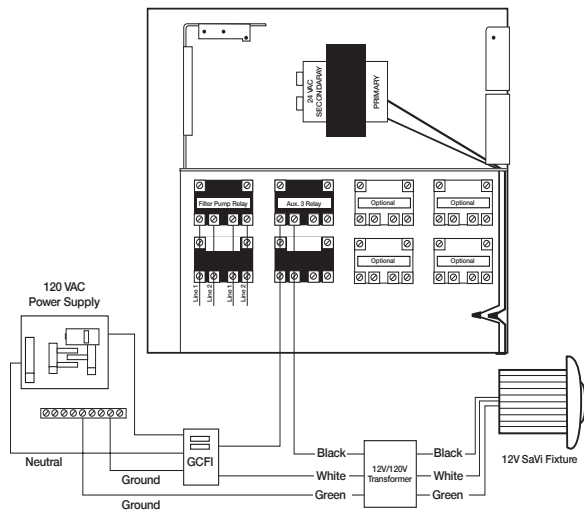 24 VAC
SECONDARAY
PRIMARY
Filter Pump Relay
Aux. 3 Relay
Optional
Optional
Optional
Optional
Line 1
Line 2
Line 1
Line 2
120 VAC
Power Supply
Neutral
Ground
Ground
GCFI
Black
White
Green
12V/120V
Transformer
Black
White
Green
12V SaVi Fixture